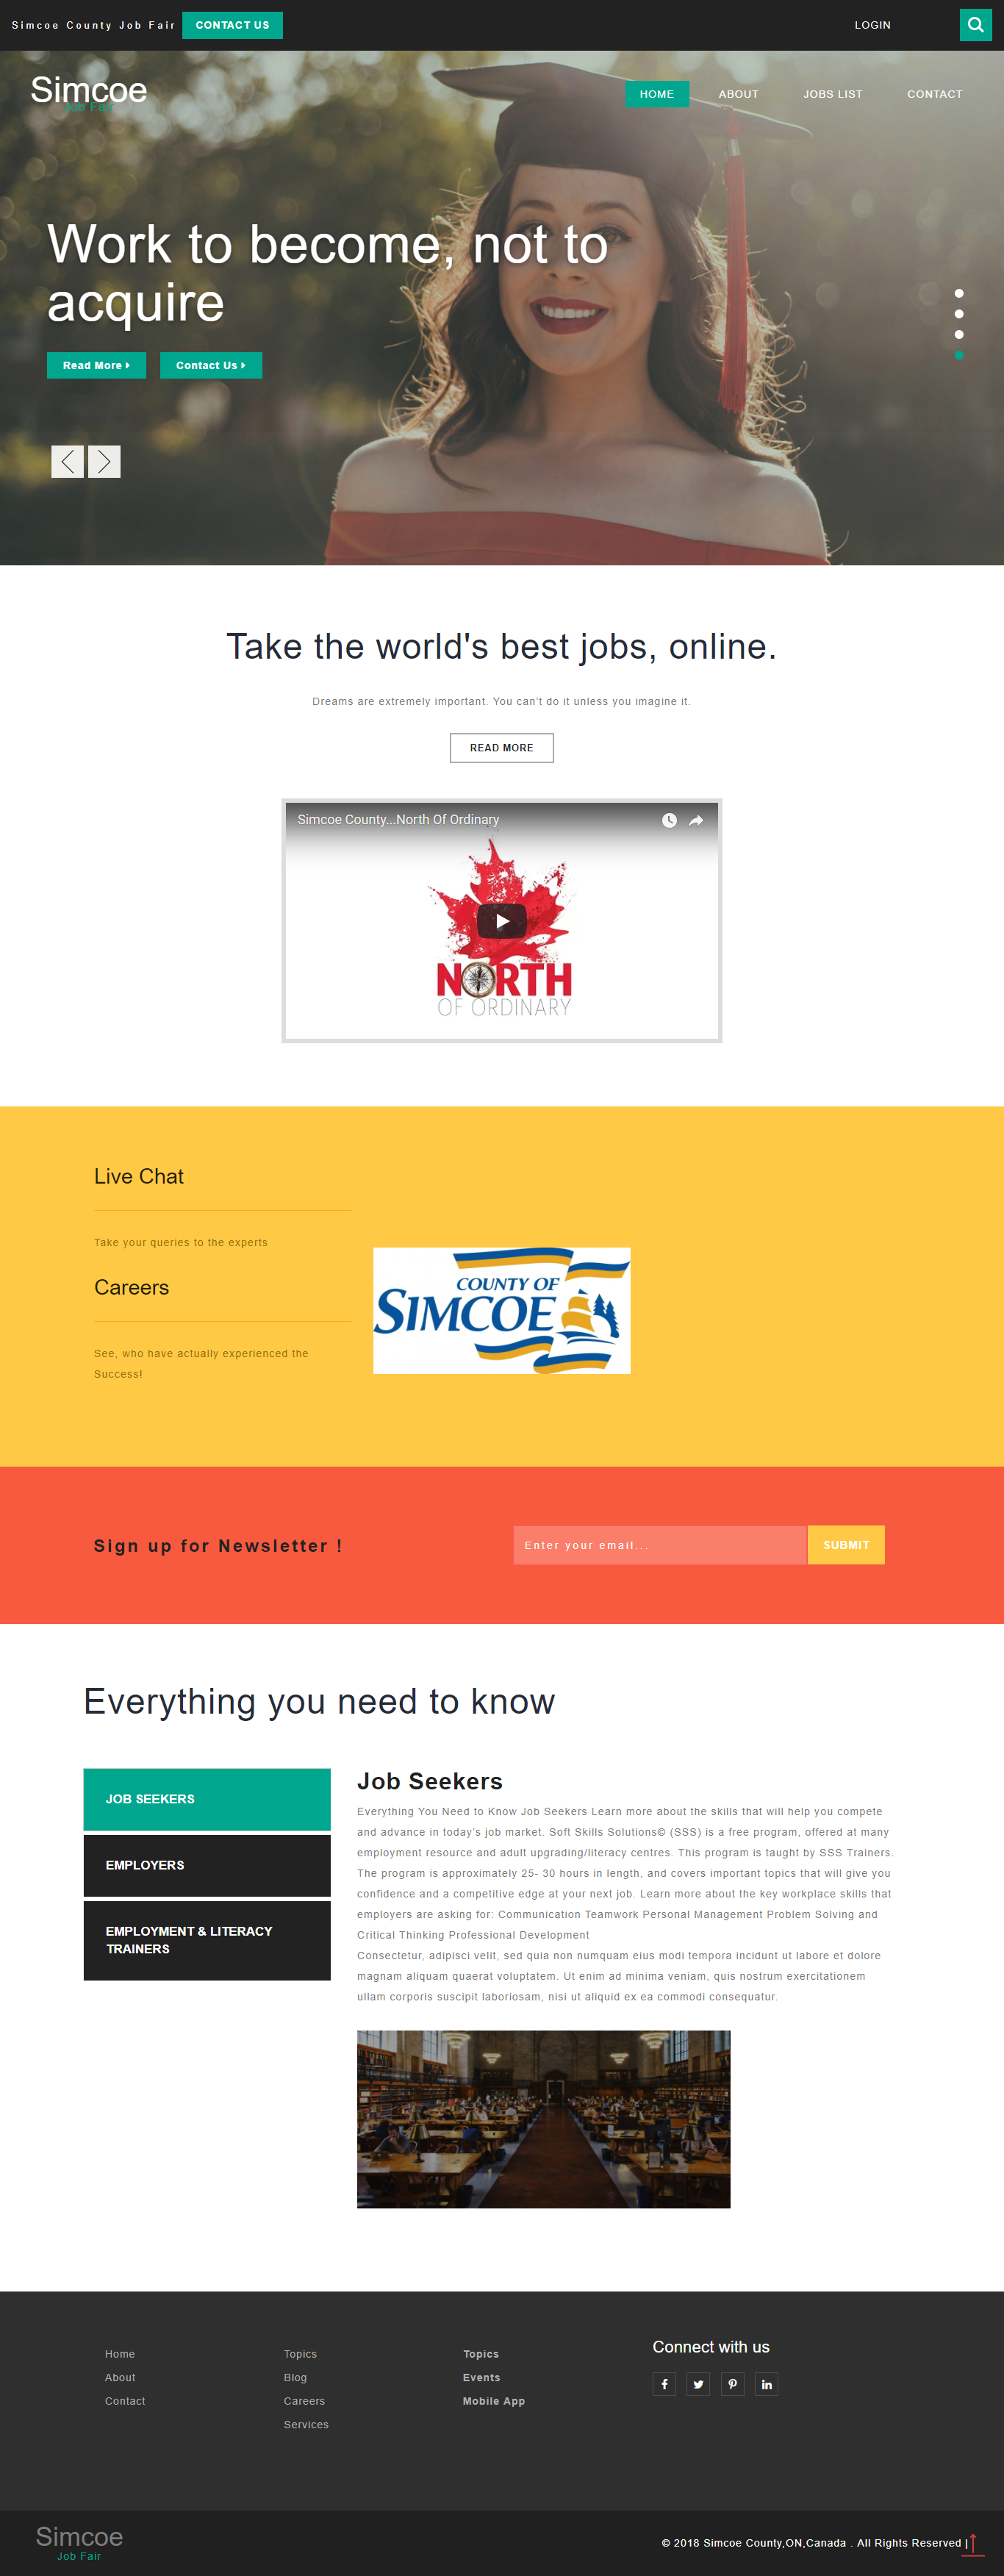 Simcoe County Job Fair CONTACT US LOGIN
Simcoe
Job Fair
HOME ABOUT JOBS LIST CONTACT
Work to become, not to
acquire
Read More Contact Us
Take the world's best jobs, online.
Dreams are extremely important. You can't do it unless you imagine it.
READ MORE
Simcoe County...North Of Ordinary
NORTH
OF ORDINARY
Live Chat
Take your queries to the experts
Careers
See, who have actually experienced the
Success!
COUNTY OF
SIMCOE
Sign up for Newsletter !
Enter your email... SUBMIT
Everything you need to know
JOB SEEKERS
EMPLOYERS
EMPLOYMENT & LITERACY
TRAINERS
Job Seekers
Everything You Need to Know Job Seekers Learn more about the skills that will help you compete
and advance in today's job market. Soft Skills Solutions© (SSS) is a free program, offered at many
employment resource and adult upgrading/literacy centres. This program is taught by SSS Trainers.
The program is approximately 25- 30 hours in length, and covers important topics that will give you
confidence and a competitive edge at your next job. Learn more about the key workplace skills that
employers are asking for: Communication Teamwork Personal Management Problem Solving and
Critical Thinking Professional Development
Consectetur, adipisci velit, sed quia non numquam eius modi tempora incidunt ut labore et dolore
magnam aliquam quaerat voluptatem. Ut enim ad minima veniam, quis nostrum exercitationem
ullam corporis suscipit laboriosam, nisi ut aliquid ex ea commodi consequatur.
Home
About
Contact
Topics
Blog
Careers
Services
Topics
Events
Mobile App
Connect with us
Simcoe
Job Fair
© 2018 Simcoe County,ON,Canada . All Rights Reserved |